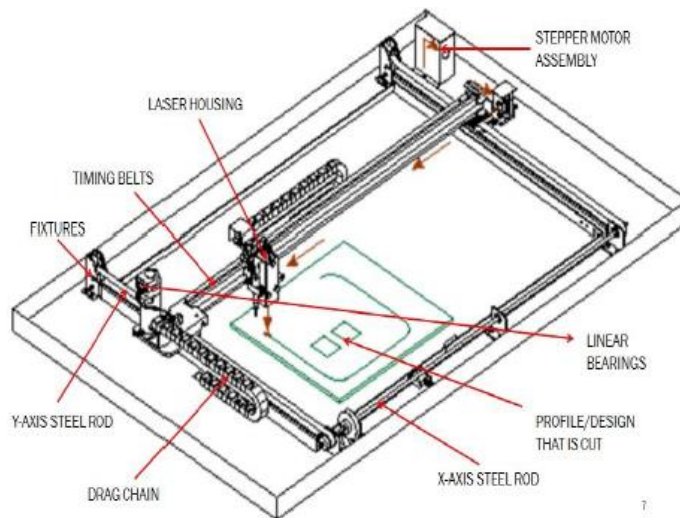 STEPPER MOTOR
ASSEMBLY
LASER HOUSING
TIMING BELTS
FIXTURES
LINEAR
BEARINGS
Y-AXIS STEEL ROD
PROFILE/DESIGN
THAT IS CUT
X-AXIS STEEL ROD
DRAG CHAIN
7